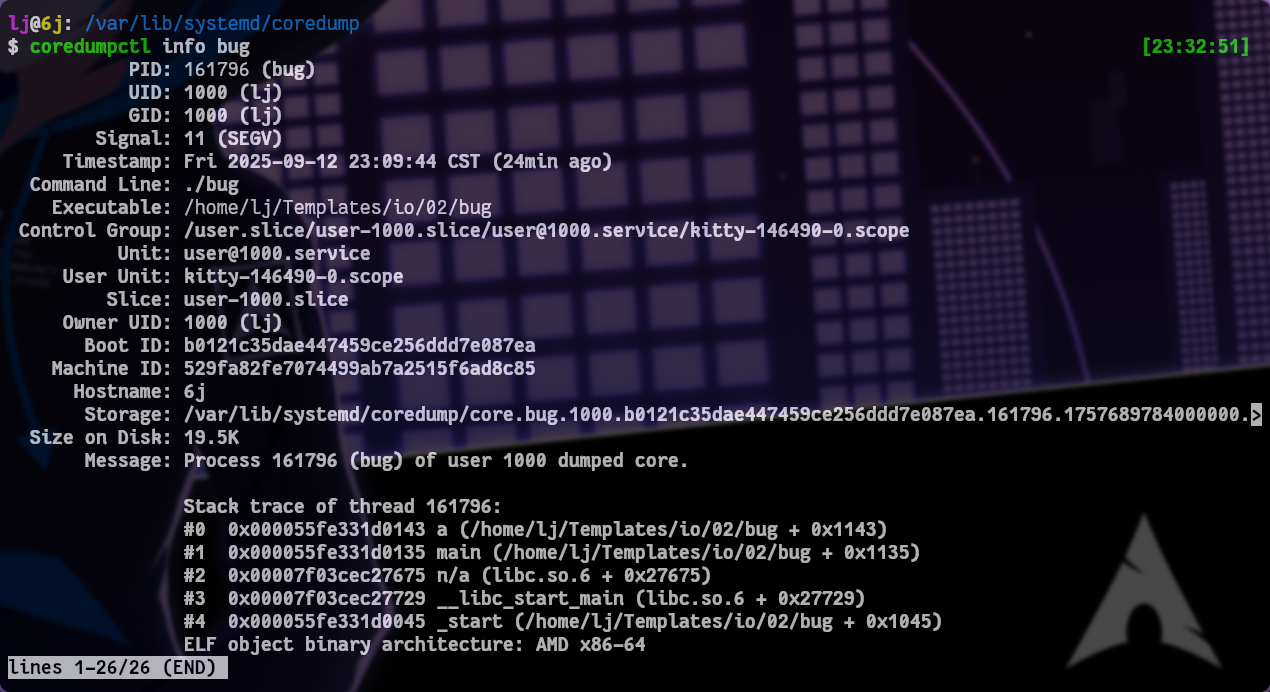 lj@6j: /var/lib/systemd/coredump
$ coredumpctl info bug [23:32:51]
PID: 161796 (bug)
UID: 1000 (lj)
GID: 1000 (lj)
Signal: 11 (SEGV)
Timestamp: Fri 2025-09-12 23:09:44 CST (24min ago)
Command Line: ./bug
Executable: /home/lj/Templates/io/02/bug
Control Group: /user.slice/user-1000.slice/user@1000.service/kitty-146490-0.scope
Unit: user@1000.service
User Unit: kitty-146490-0.scope
Slice: user-1000.slice
Owner UID: 1000 (lj)
Boot ID: b0121c35dae447459ce256ddd7e087ea
Machine ID: 529fa82fe7074499ab7a2515f6ad8c85
Hostname: 6j
Storage: /var/lib/systemd/coredump/core.bug.1000.b0121c35dae447459ce256ddd7e087ea.161796.1757689784000000.>
Size on Disk: 19.5K
Message: Process 161796 (bug) of user 1000 dumped core.
Stack trace of thread 161796:
#0 0x000055fe331d0143 a (/home/lj/Templates/io/02/bug + 0x1143)
#1 0x000055fe331d0135 main (/home/lj/Templates/io/02/bug + 0x1135)
#2 0x00007f03cec27675 n/a (libc.so.6 + 0x27675)
#3 0x00007f03cec27729 __libc_start_main (libc.so.6 + 0x27729)
#4 0x000055fe331d0045 _start (/home/lj/Templates/io/02/bug + 0x1045)
ELF object binary architecture: AMD x86-64
lines 1-26/26 (END)